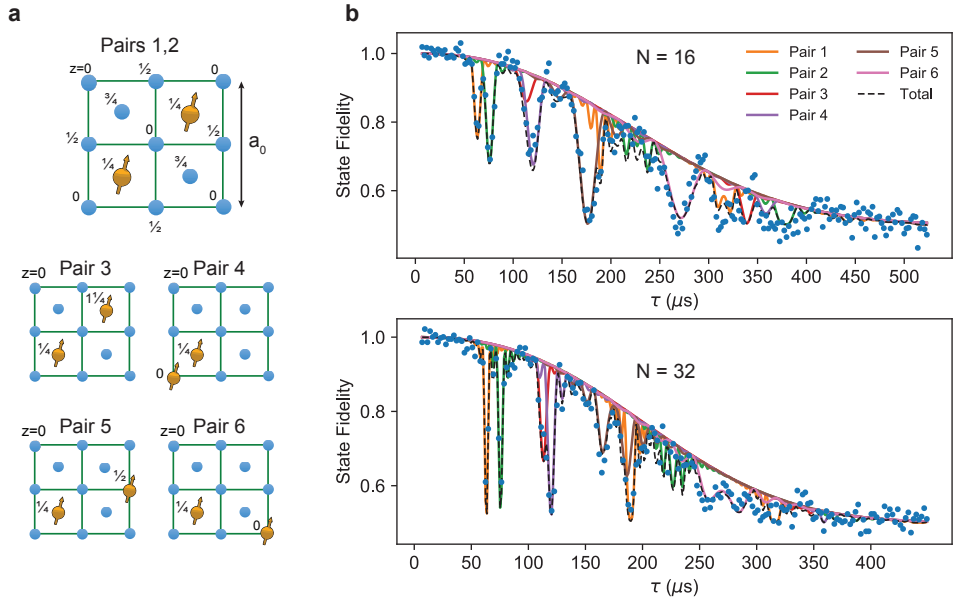 a
Pairs 1,2
z=0 ½ 0
¾ ¼
½ 0 ½
¼ ¾
0 ½ 0
a₀
Pair 3
z=0
1¼
¼
Pair 4
z=0
¼
0
Pair 5
z=0
½
¼
Pair 6
z=0
¼
0
b
N = 16
Pair 1
Pair 2
Pair 3
Pair 4
Pair 5
Pair 6
Total
State Fidelity
1.0
0.8
0.6
0 50 100 150 200 250 300 350 400 450 500
τ (μs)
N = 32
State Fidelity
1.0
0.8
0.6
0 50 100 150 200 250 300 350 400
τ (μs)